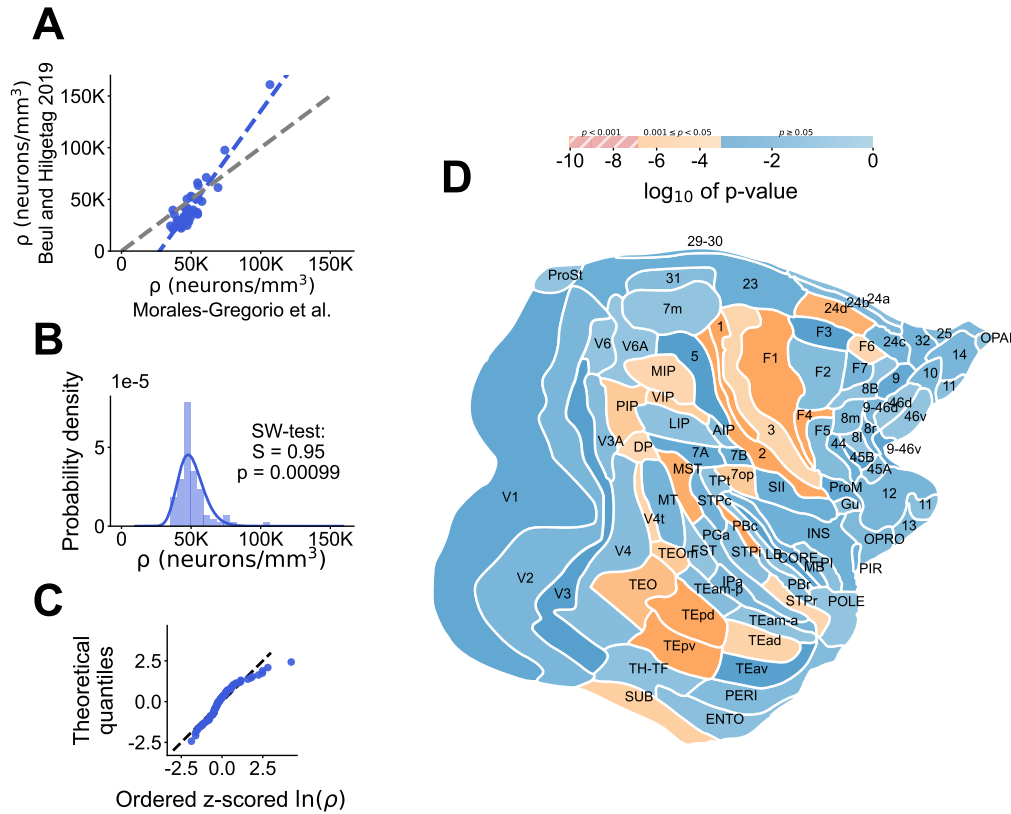 A
ρ (neurons/mm³)
Beul and Hilgetag 2019
150K
100K
50K
0
0 50K 100K 150K
ρ (neurons/mm³)
Morales-Gregorio et al.
B
Probability density
1e-5
5
0
SW-test:
S = 0.95
p = 0.00099
0 50K 100K 150K
ρ (neurons/mm³)
C
Theoretical
quantiles
2.5
0.0
-2.5
-2.5 0.0 2.5
Ordered z-scored ln(ρ)
D
p < 0.001 0.001 ≤ p < 0.05 p ≥ 0.05
-10 -8 -6 -4 -2 0
log₁₀ of p-value
29-30
ProSt
31
23
24a
24b
24d
7m
1
F3
24c
32
25
OPAI
V6
V6A
5
F1
F6
14
MIP
F2
F7
9
10
11
8B
VIP
PIP
46d
9-46d
46v
F4
8m
LIP
AIP
3
F5
8r
8l
V3A
DP
44
9-46v
7A
7B
2
45B
45A
MST
7op
TPt
SII
ProM
12
V1
MT
STPc
Gu
11
V4t
PBc
13
PGa
INS
OPRO
V4
TEOm
FST
STPi
LB
CORE
PI
MB
PIR
V2
V3
TEO
IPa
TEam-p
PBr
STPr
POLE
TEpd
TEam-a
TEpv
TEad
TH-TF
TEav
SUB
PERI
ENTO